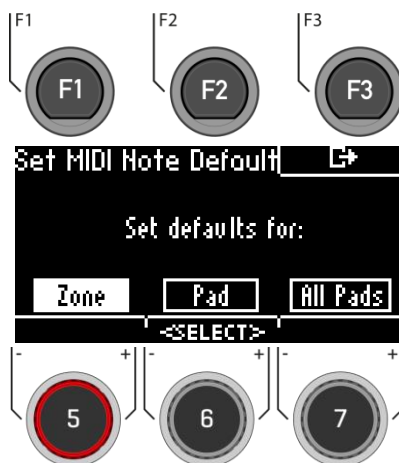 F1 F2 F3
F1 F2 F3
Set MIDI Note Default
Set defaults for:
Zone Pad All Pads
<SELECT>
- + - + - +
5 6 7